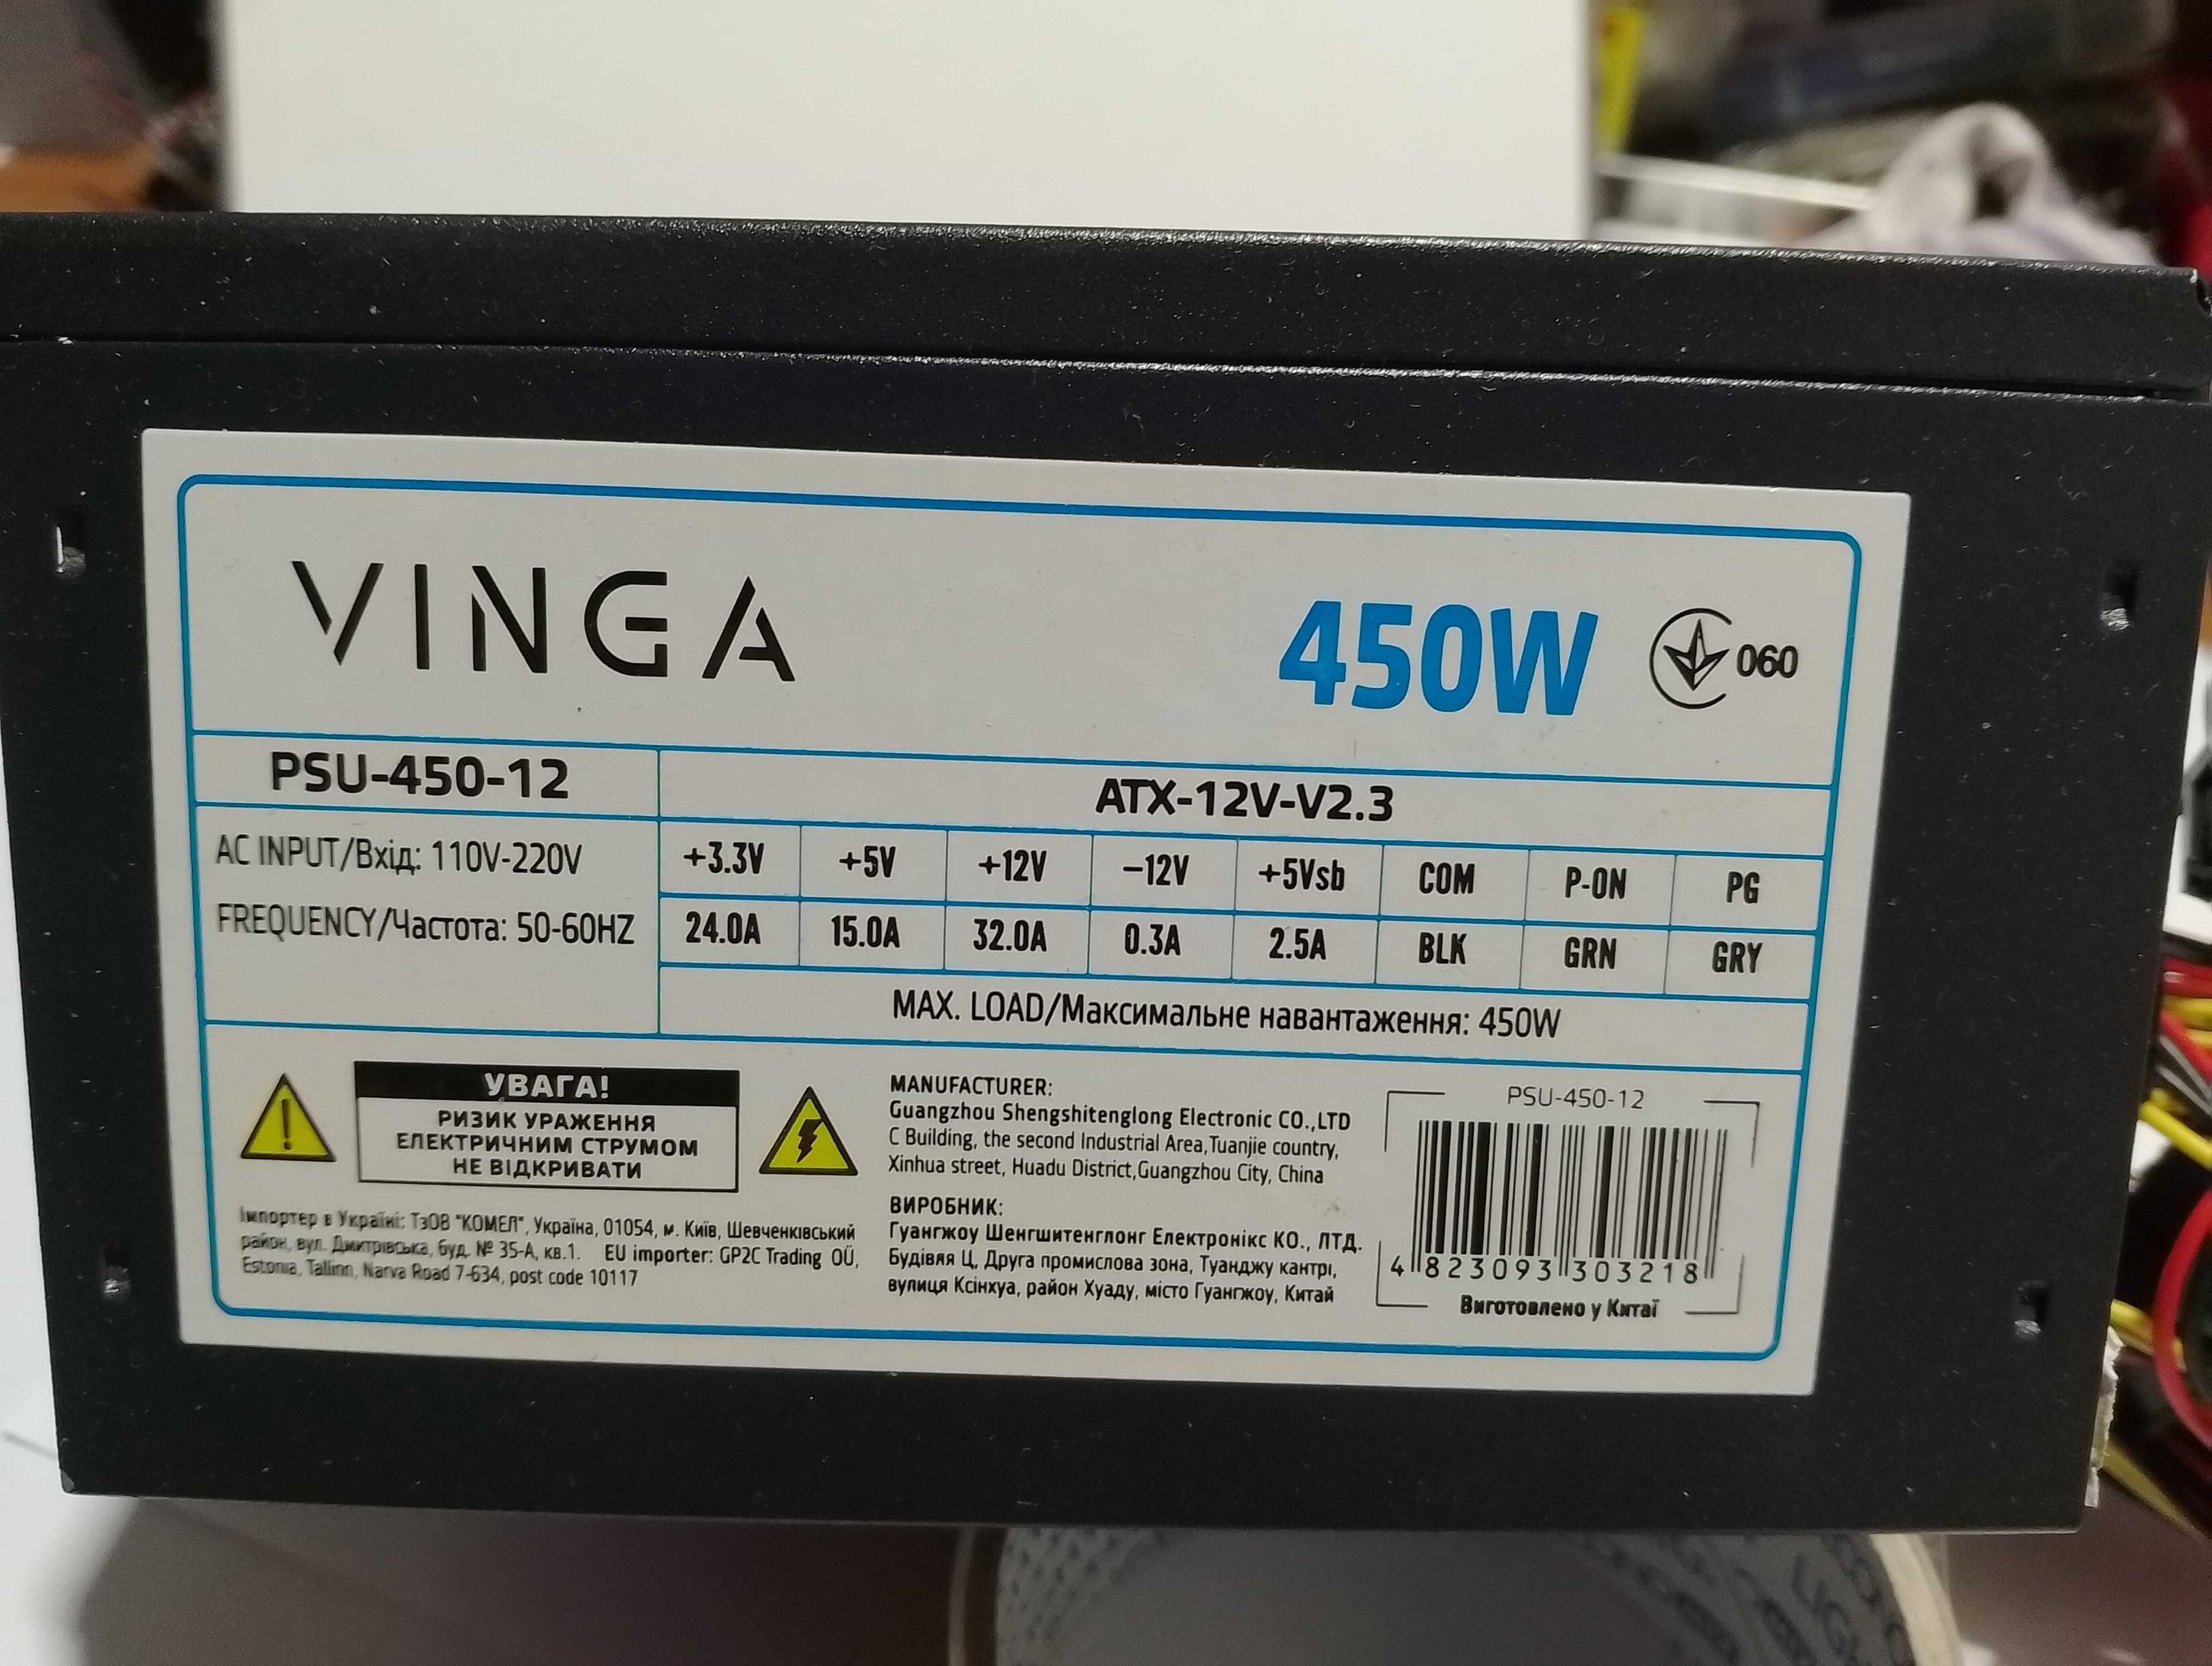 VINGA
450W
060
PSU-450-12
ATX-12V-V2.3
AC INPUT/Вхід: 110V-220V
FREQUENCY/Частота: 50-60HZ
+3.3V +5V +12V –12V +5Vsb COM P-ON PG
24.0A 15.0A 32.0A 0.3A 2.5A BLK GRN GRY
MAX. LOAD/Максимальне навантаження: 450W
УВАГА!
РИЗИК УРАЖЕННЯ
ЕЛЕКТРИЧНИМ СТРУМОМ
НЕ ВІДКРИВАТИ
Імпортер в Україні: ТзОВ "КОМЕЛ", Україна, 01054, м. Київ, Шевченківський
район, вул. Дмитрівська, буд. № 35-А, кв.1. EU importer: GP2C Trading OÜ,
Estonia, Tallinn, Narva Road 7-634, post code 10117
MANUFACTURER:
Guangzhou Shengshitenglong Electronic CO.,LTD
C Building, the second Industrial Area,Tuanjie country,
Xinhua street, Huadu District,Guangzhou City, China
ВИРОБНИК:
Гуангжоу Шенгшитенглонг Електронікс КО., ЛТД.
Будівля Ц, Друга промислова зона, Туанджу кантрі,
вулиця Ксінхуа, район Хуаду, місто Гуангжоу, Китай
PSU-450-12
4 823093 303218
Виготовлено у Китаї